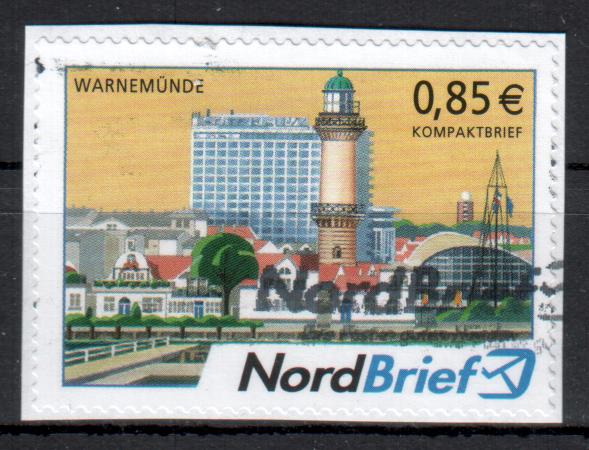 WARNEMÜNDE
0,85 €
KOMPAKTBRIEF
NordBrief
NordBrief